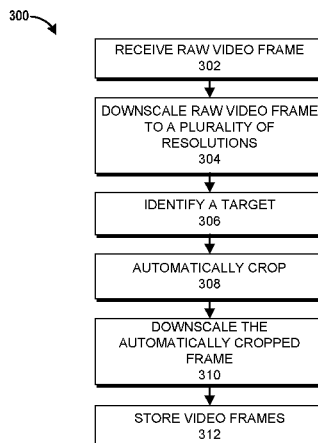 300
RECEIVE RAW VIDEO FRAME
302
DOWNSCALE RAW VIDEO FRAME
TO A PLURALITY OF
RESOLUTIONS
304
IDENTIFY A TARGET
306
AUTOMATICALLY CROP
308
DOWNSCALE THE
AUTOMATICALLY CROPPED
FRAME
310
STORE VIDEO FRAMES
312